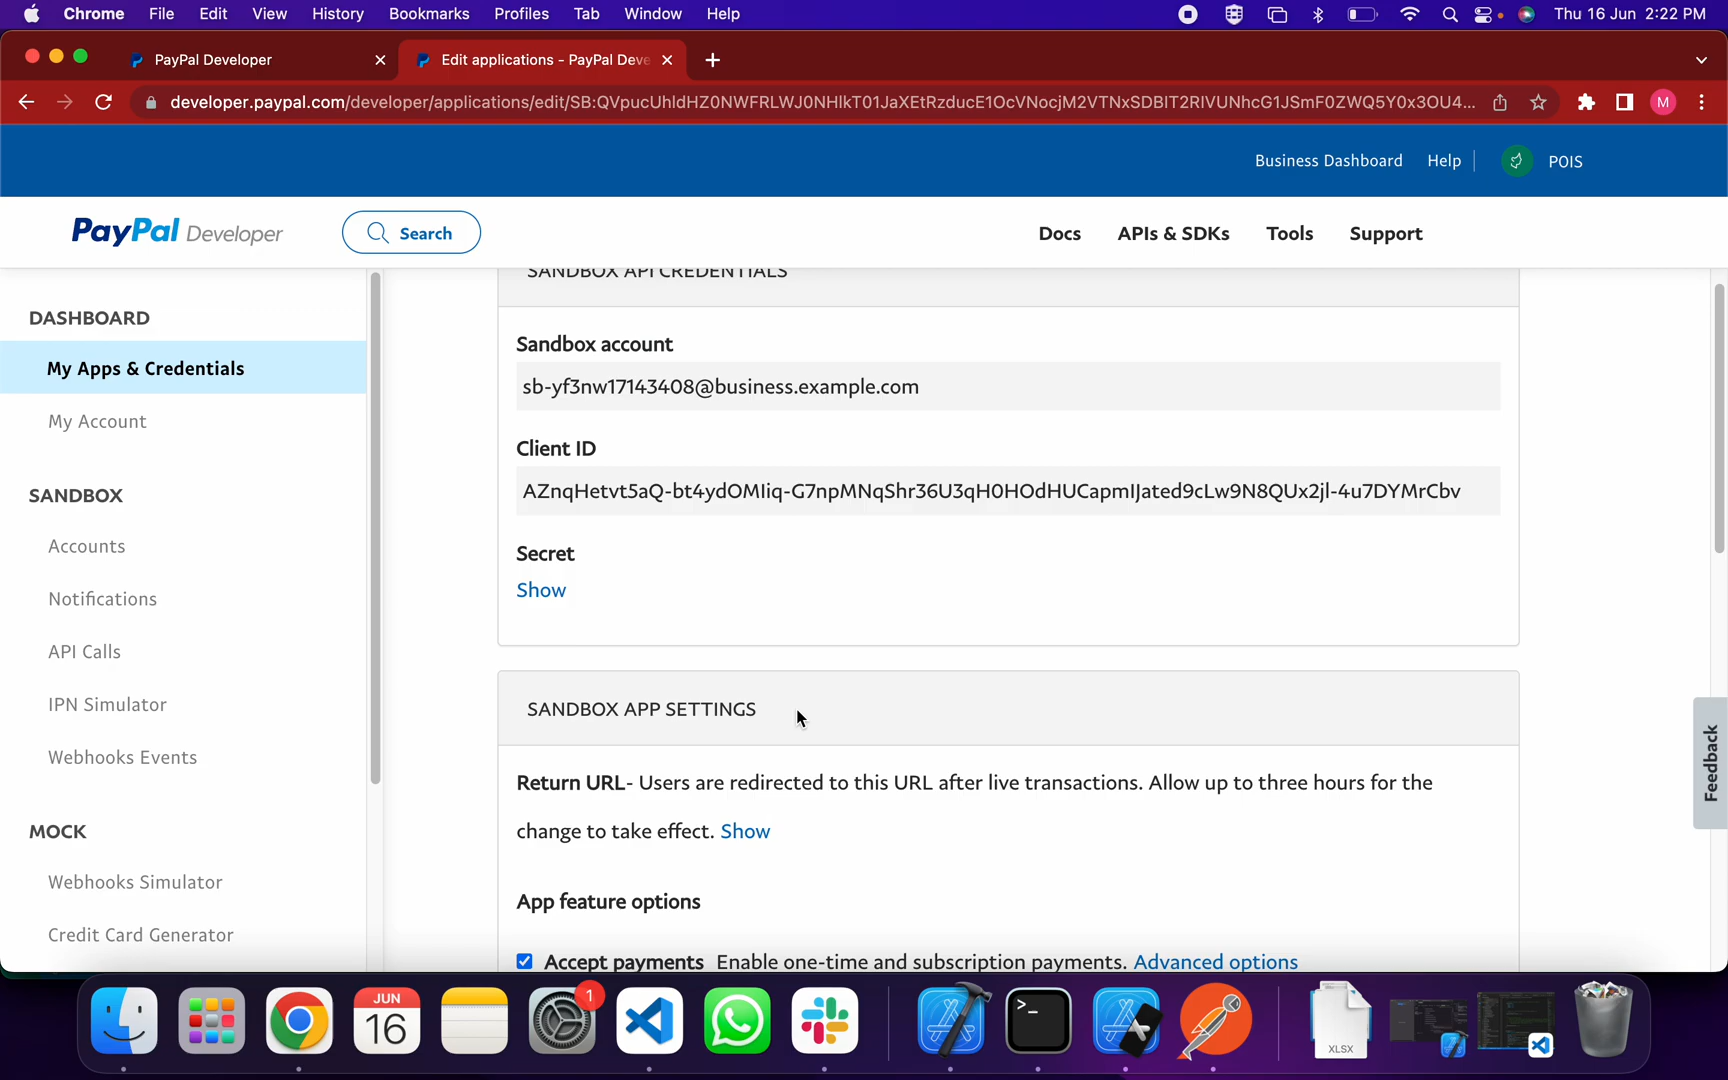 Chrome File Edit View History Bookmarks Profiles Tab Window Help Thu 16 Jun 2:22 PM
PayPal Developer Edit applications - PayPal Deve
developer.paypal.com/developer/applications/edit/SB:QVpucUhldHZ0NWFRLWJ0NHlkT01JaXEtRzducE1OcVNocjM2VTNxSDBIT2RIVUNhcG1JSmF0ZWQ5Y0x3OU4... M
Business Dashboard Help POIS
PayPal Developer Search Docs APIs & SDKs Tools Support
SANDBOX API CREDENTIALS
DASHBOARD
My Apps & Credentials
My Account
SANDBOX
Accounts
Notifications
API Calls
IPN Simulator
Webhooks Events
MOCK
Webhooks Simulator
Credit Card Generator
Sandbox account
sb-yf3nw17143408@business.example.com
Client ID
AZnqHetvt5aQ-bt4ydOMIiq-G7npMNqShr36U3qH0HOdHUCapmIJated9cLw9N8QUx2jl-4u7DYMrCbv
Secret
Show
SANDBOX APP SETTINGS
Return URL- Users are redirected to this URL after live transactions. Allow up to three hours for the
change to take effect. Show
App feature options
Accept payments Enable one-time and subscription payments. Advanced options
Feedback
JUN
16
1
XLSX